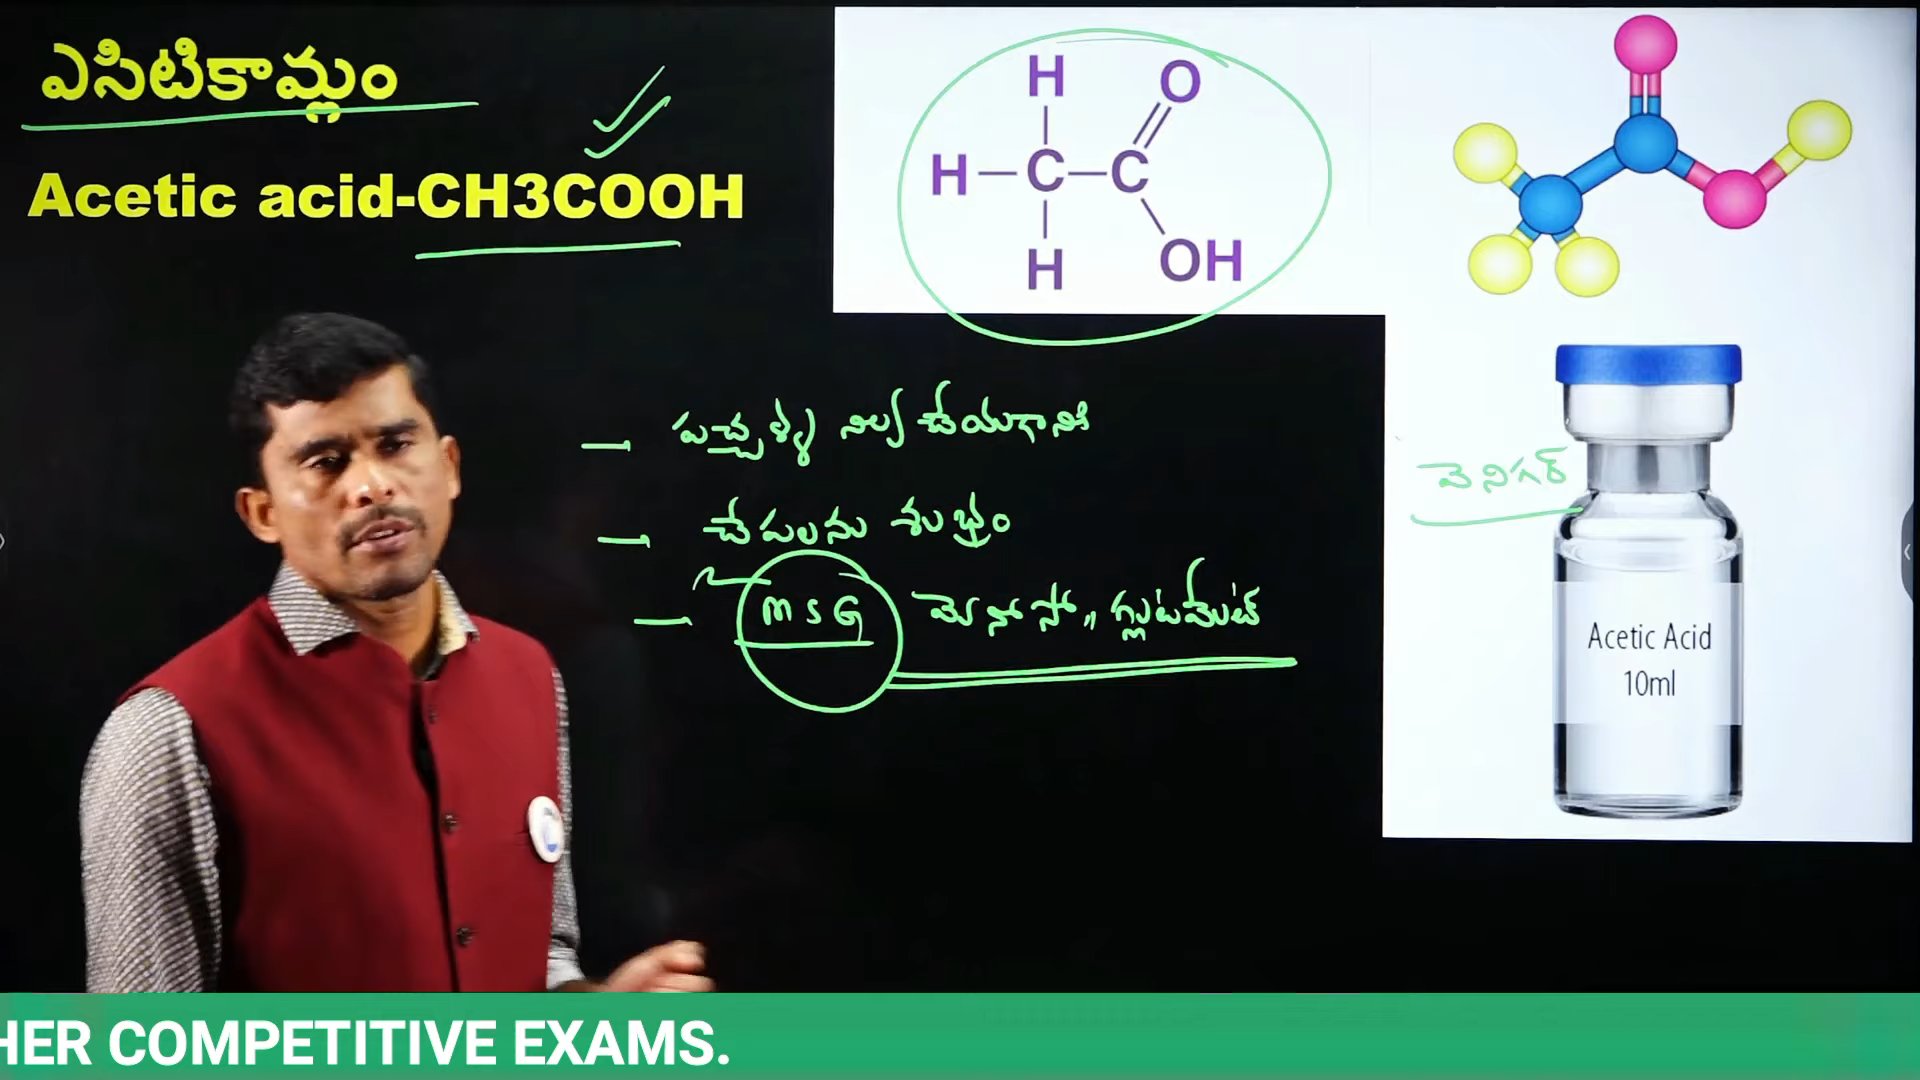 ఎసిటికామ్లం
Acetic acid-CH3COOH
H
O
H C C
H
OH
పచ్చళ్ళు నిల్వ చేయడానికి
వెనిగర్
చేపలను శుభ్రం
MSG మోనోసో,, గ్లుటమేట్
Acetic Acid
10ml
HER COMPETITIVE EXAMS.